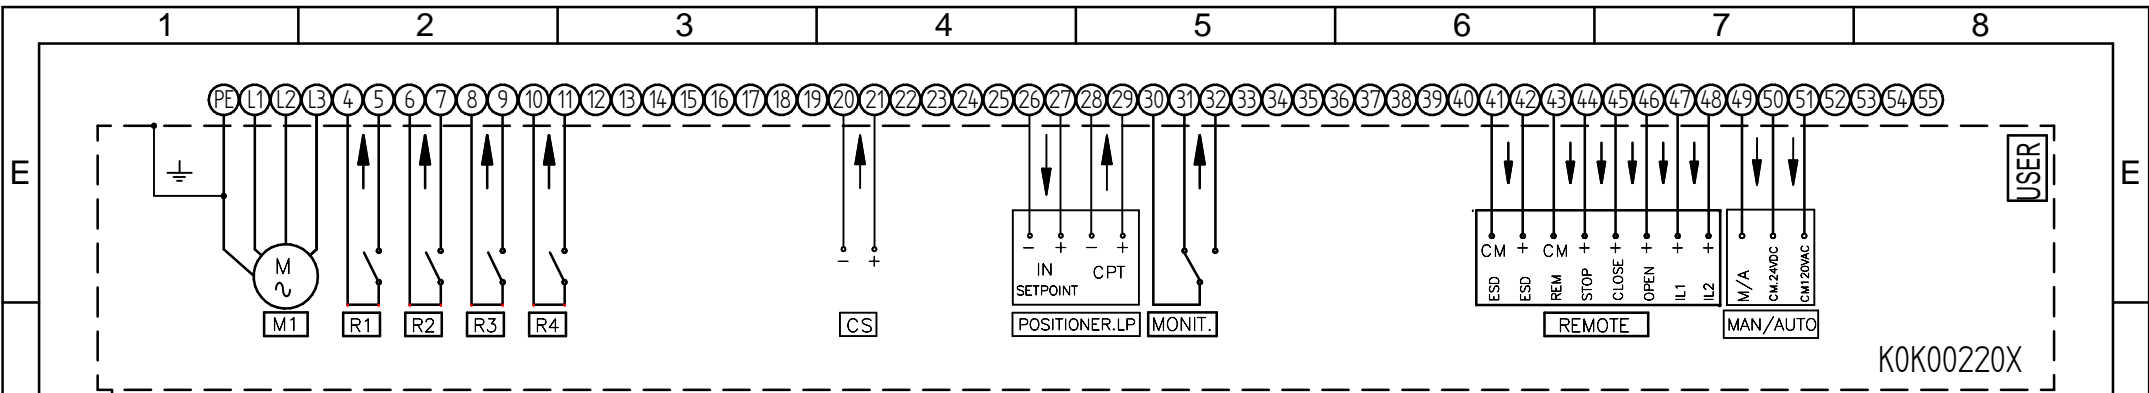 1 2 3 4 5 6 7 8
PE L1 L2 L3 4 5 6 7 8 9 10 11 12 13 14 15 16 17 18 19 20 21 22 23 24 25 26 27 28 29 30 31 32 33 34 35 36 37 38 39 40 41 42 43 44 45 46 47 48 49 50 51 52 53 54 55
E
E
USER
M
∿
- +
- + - +
IN
SETPOINT
CPT
CM + CM + + + + +
ESD
ESD
REM
STOP
CLOSE
OPEN
IL1
IL2
M/A
CM.24VDC
CM120VAC
M1
R1
R2
R3
R4
CS
POSITIONER.LP
MONIT.
REMOTE
MAN/AUTO
K0K00220X